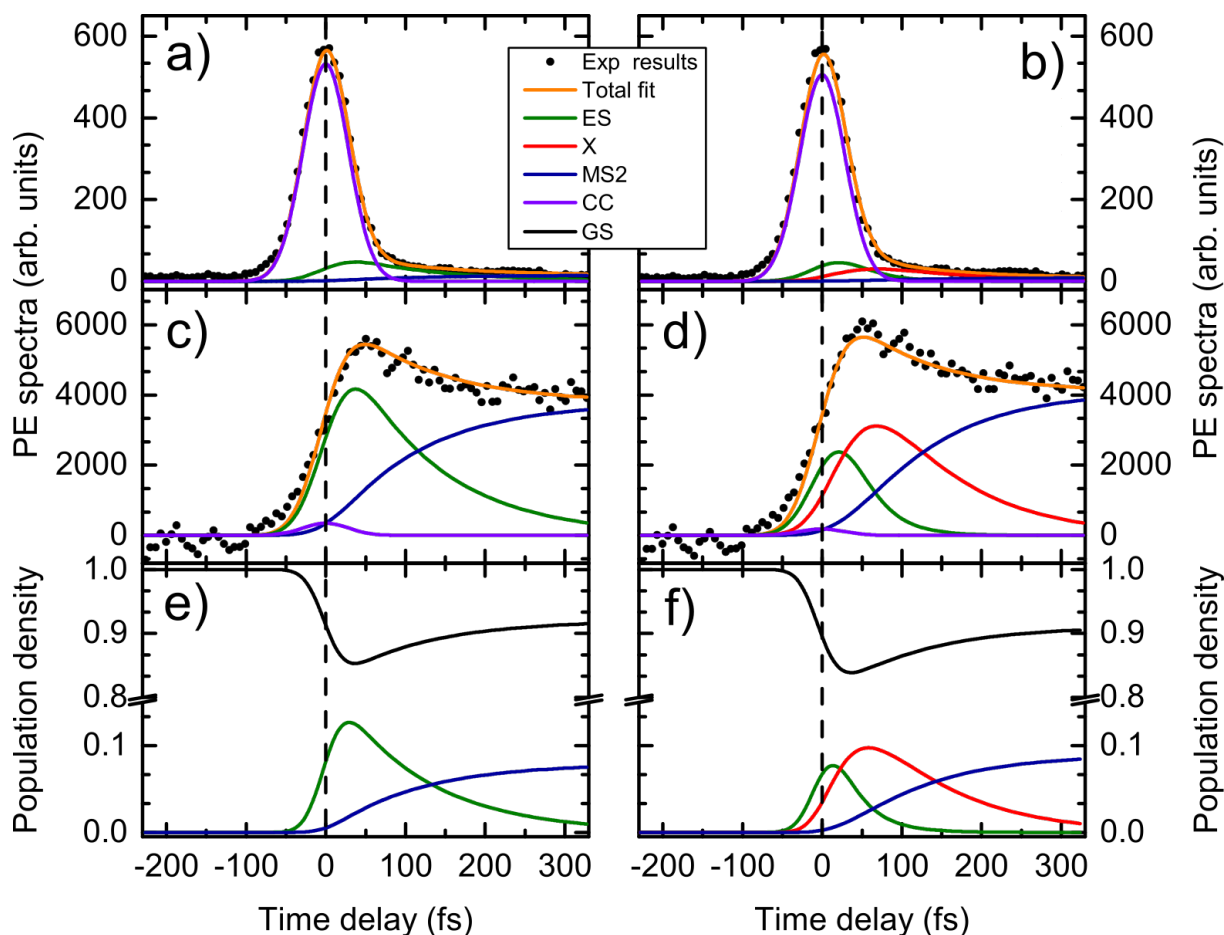 a)
b)
600
400
200
0
PE spectra (arb. units)
Exp results
Total fit
ES
X
MS2
CC
GS
600
400
200
0
PE spectra (arb. units)
c)
d)
6000
4000
2000
0
6000
4000
2000
0
e)
f)
1.0
0.9
0.8
0.1
0.0
Population density
1.0
0.9
0.8
0.1
0.0
Population density
-200 -100 0 100 200 300
-200 -100 0 100 200 300
Time delay (fs)
Time delay (fs)